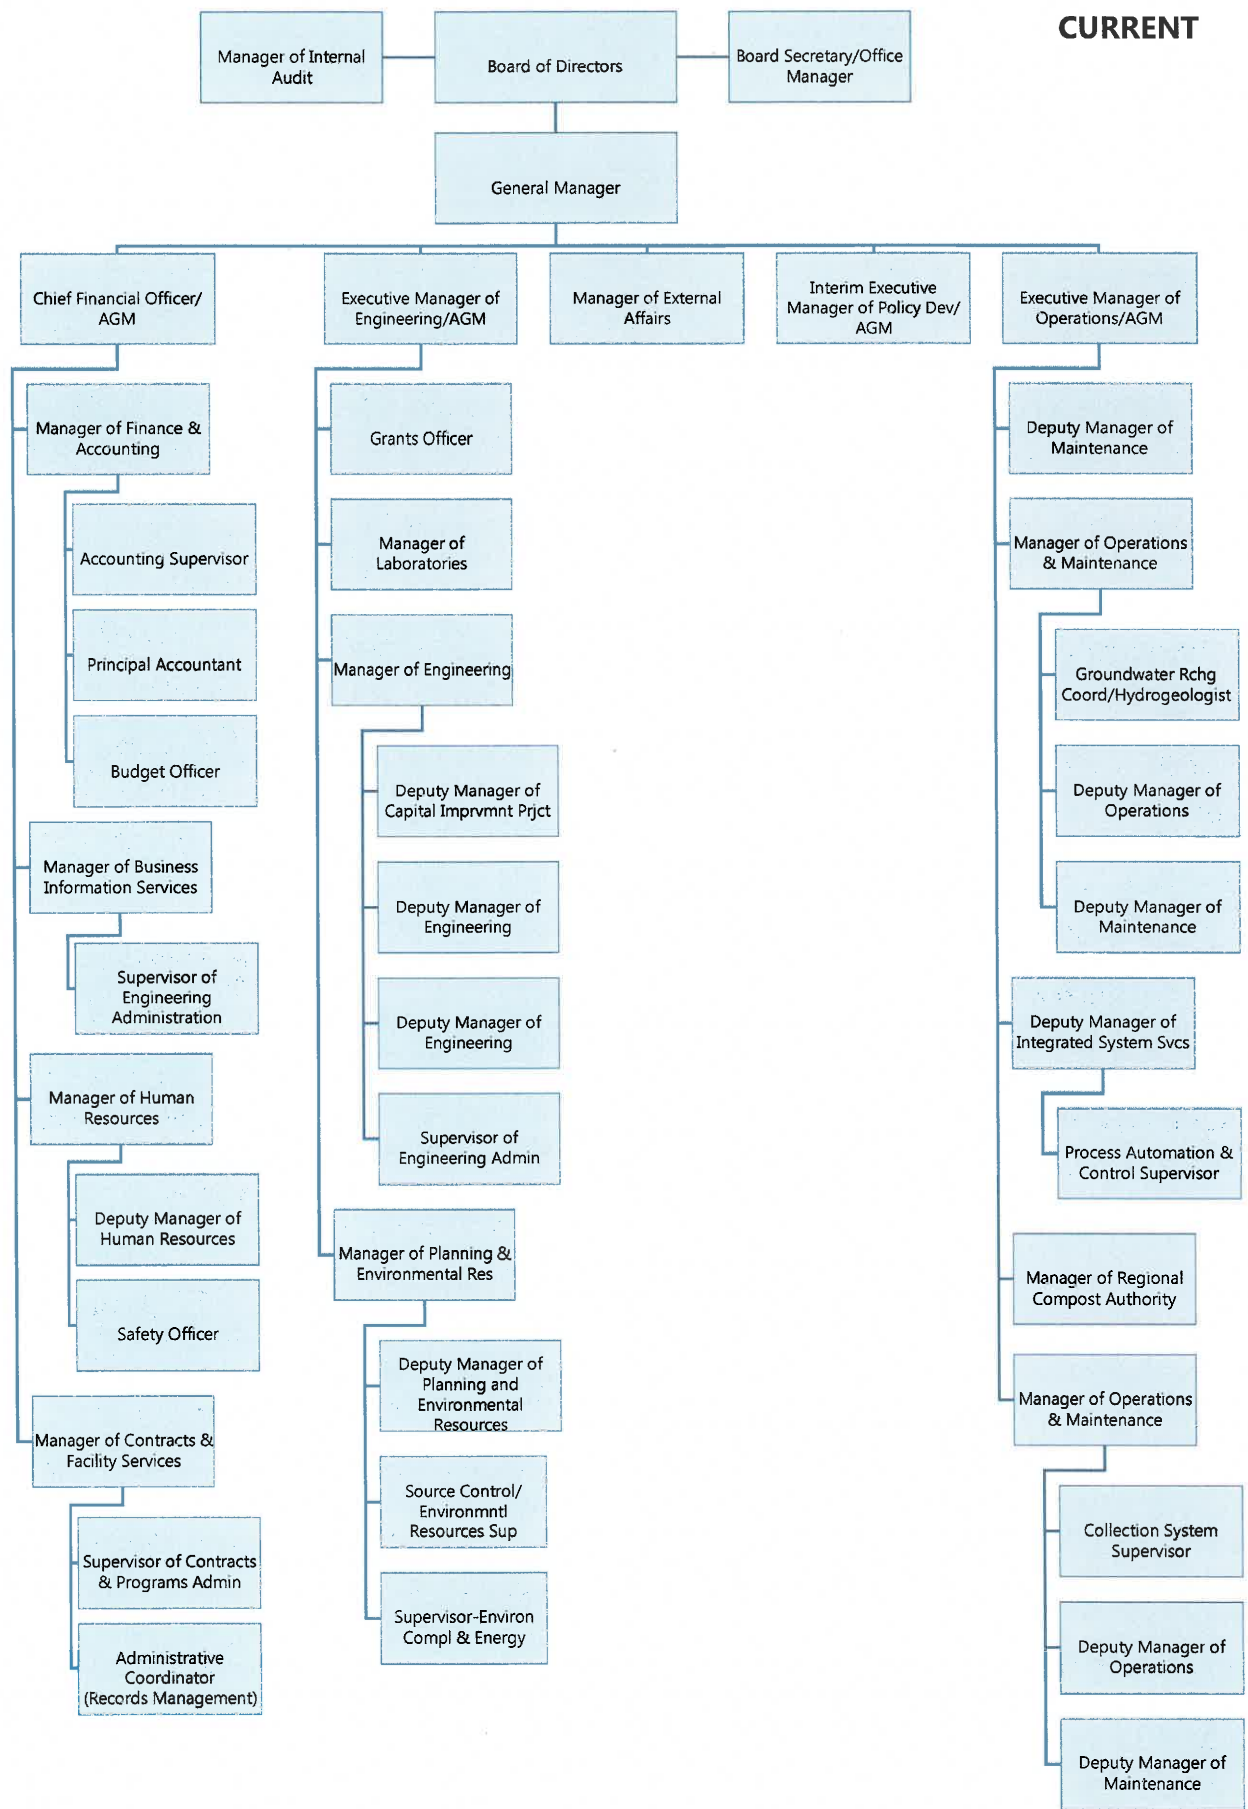 CURRENT
Manager of Internal
Audit
Board of Directors
Board Secretary/Office
Manager
General Manager
Chief Financial Officer/
AGM
Executive Manager of
Engineering/AGM
Manager of External
Affairs
Interim Executive
Manager of Policy Dev/
AGM
Executive Manager of
Operations/AGM
Manager of Finance &
Accounting
Accounting Supervisor
Principal Accountant
Budget Officer
Manager of Business
Information Services
Supervisor of
Engineering
Administration
Manager of Human
Resources
Deputy Manager of
Human Resources
Safety Officer
Manager of Contracts &
Facility Services
Supervisor of Contracts
& Programs Admin
Administrative
Coordinator
(Records Management)
Grants Officer
Manager of
Laboratories
Manager of Engineering
Deputy Manager of
Capital Imprvmnt Prjct
Deputy Manager of
Engineering
Deputy Manager of
Engineering
Supervisor of
Engineering Admin
Manager of Planning &
Environmental Res
Deputy Manager of
Planning and
Environmental
Resources
Source Control/
Environmntl
Resources Sup
Supervisor-Environ
Compl & Energy
Deputy Manager of
Maintenance
Manager of Operations
& Maintenance
Groundwater Rchg
Coord/Hydrogeologist
Deputy Manager of
Operations
Deputy Manager of
Maintenance
Deputy Manager of
Integrated System Svcs
Process Automation &
Control Supervisor
Manager of Regional
Compost Authority
Manager of Operations
& Maintenance
Collection System
Supervisor
Deputy Manager of
Operations
Deputy Manager of
Maintenance